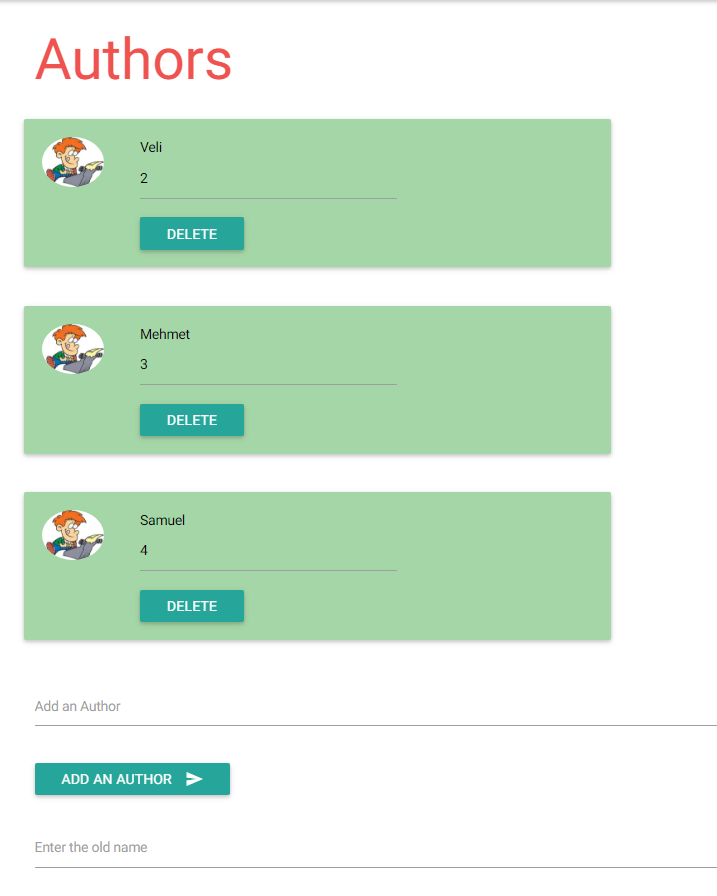 Authors
Veli
2
DELETE
Mehmet
3
DELETE
Samuel
4
DELETE
Add an Author
ADD AN AUTHOR
Enter the old name